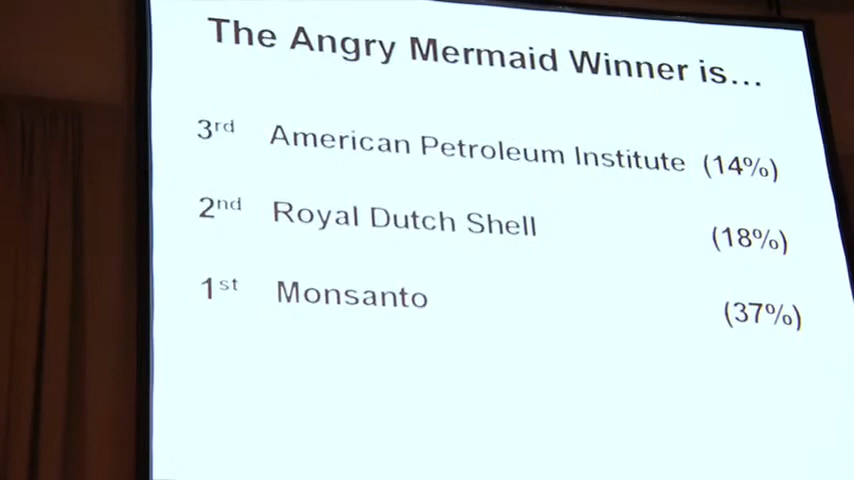 The Angry Mermaid Winner is...
3rd American Petroleum Institute (14%)
2nd Royal Dutch Shell (18%)
1st Monsanto (37%)